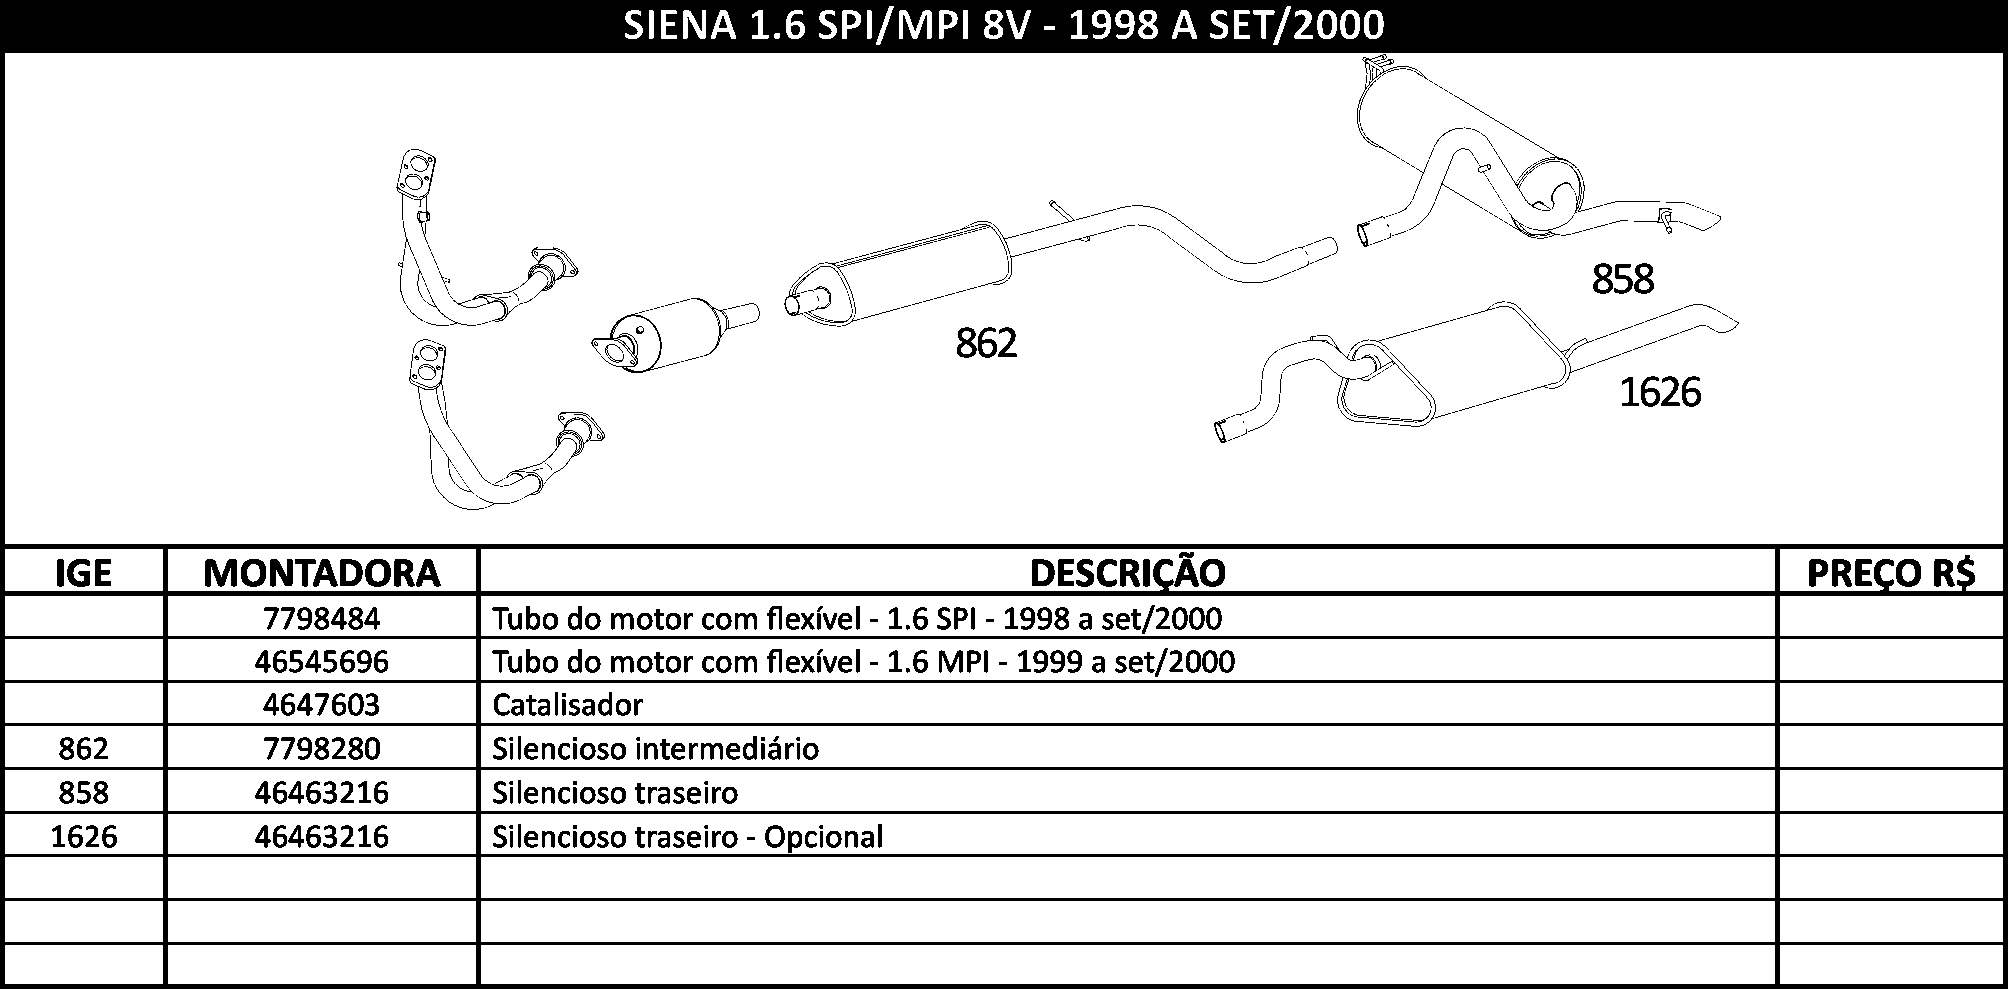 SIENA 1.6 SPI/MPI 8V - 1998 A SET/2000
858
862
1626
IGE MONTADORA DESCRIÇÃO PREÇO R$
7798484 Tubo do motor com flexível - 1.6 SPI - 1998 a set/2000
46545696 Tubo do motor com flexível - 1.6 MPI - 1999 a set/2000
4647603 Catalisador
862 7798280 Silencioso intermediário
858 46463216 Silencioso traseiro
1626 46463216 Silencioso traseiro - Opcional